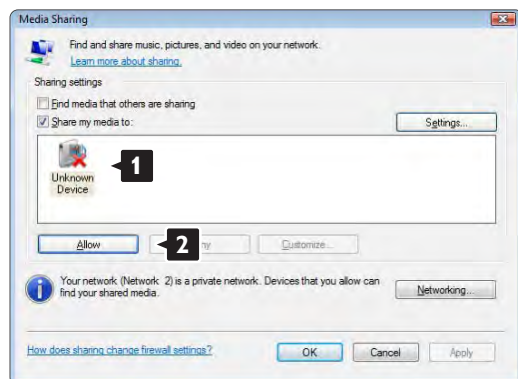 Media Sharing
Find and share music, pictures, and video on your network.
Learn more about sharing.
Sharing settings
Find media that others are sharing
Share my media to:
Settings...
Unknown
Device
1
Allow
2
ny
Customize...
Your network (Network 2) is a private network. Devices that you allow can
find your shared media.
Networking...
How does sharing change firewall settings?
OK
Cancel
Apply